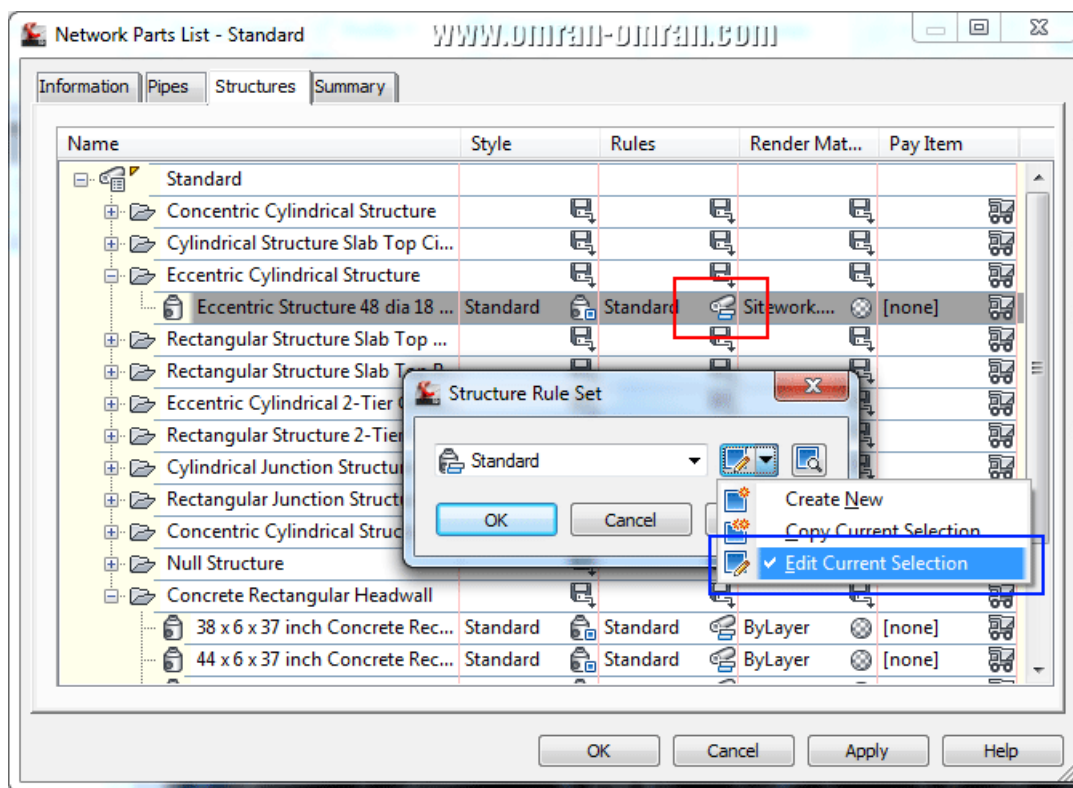 Network Parts List - Standard
www.omran-omran.com
Information Pipes Structures Summary
Name Style Rules Render Mat... Pay Item
Standard
Concentric Cylindrical Structure
Cylindrical Structure Slab Top Ci...
Eccentric Cylindrical Structure
Eccentric Structure 48 dia 18 ... Standard Standard Sitework.... [none]
Rectangular Structure Slab Top ...
Rectangular Structure Slab Top
Eccentric Cylindrical 2-Tier
Rectangular Structure 2-Tier
Cylindrical Junction Structu
Rectangular Junction Struct
Concentric Cylindrical Struc
Null Structure
Concrete Rectangular Headwall
38 x 6 x 37 inch Concrete Rec... Standard Standard ByLayer [none]
44 x 6 x 37 inch Concrete Rec... Standard Standard ByLayer [none]
Structure Rule Set
Standard
OK Cancel
Create New
Copy Current Selection
Edit Current Selection
OK Cancel Apply Help